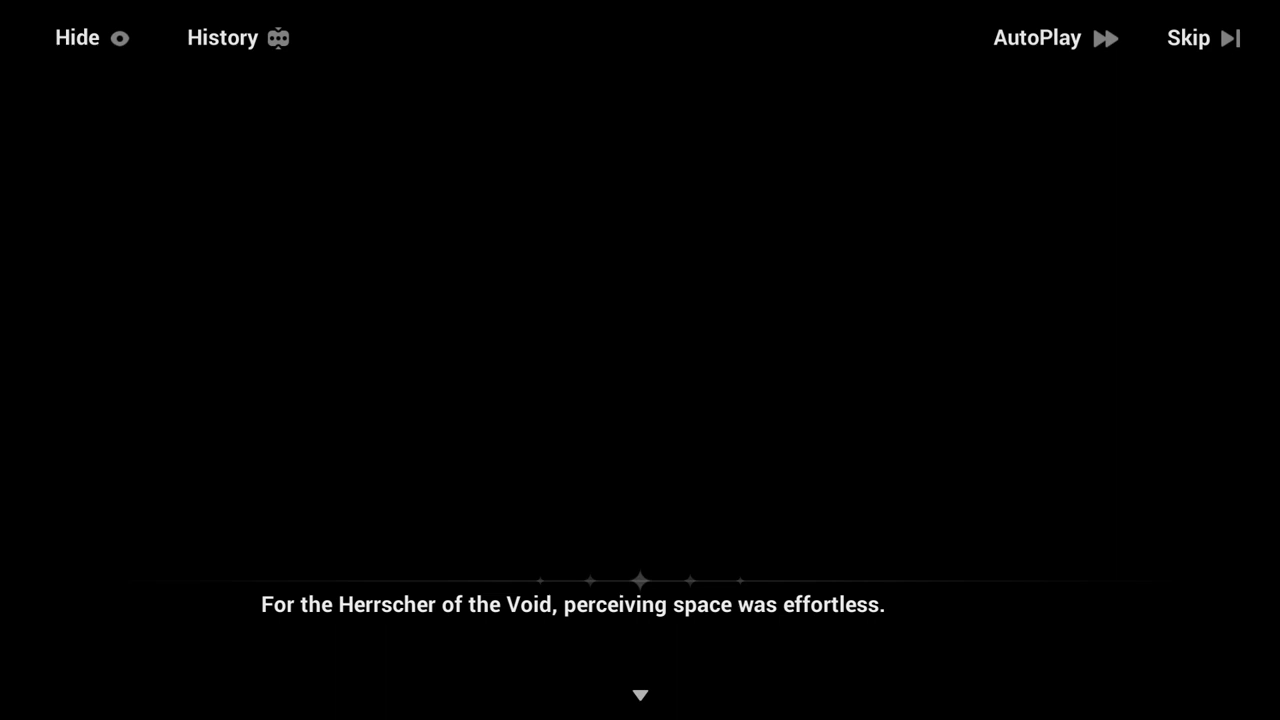 Hide History AutoPlay Skip
For the Herrscher of the Void, perceiving space was effortless.